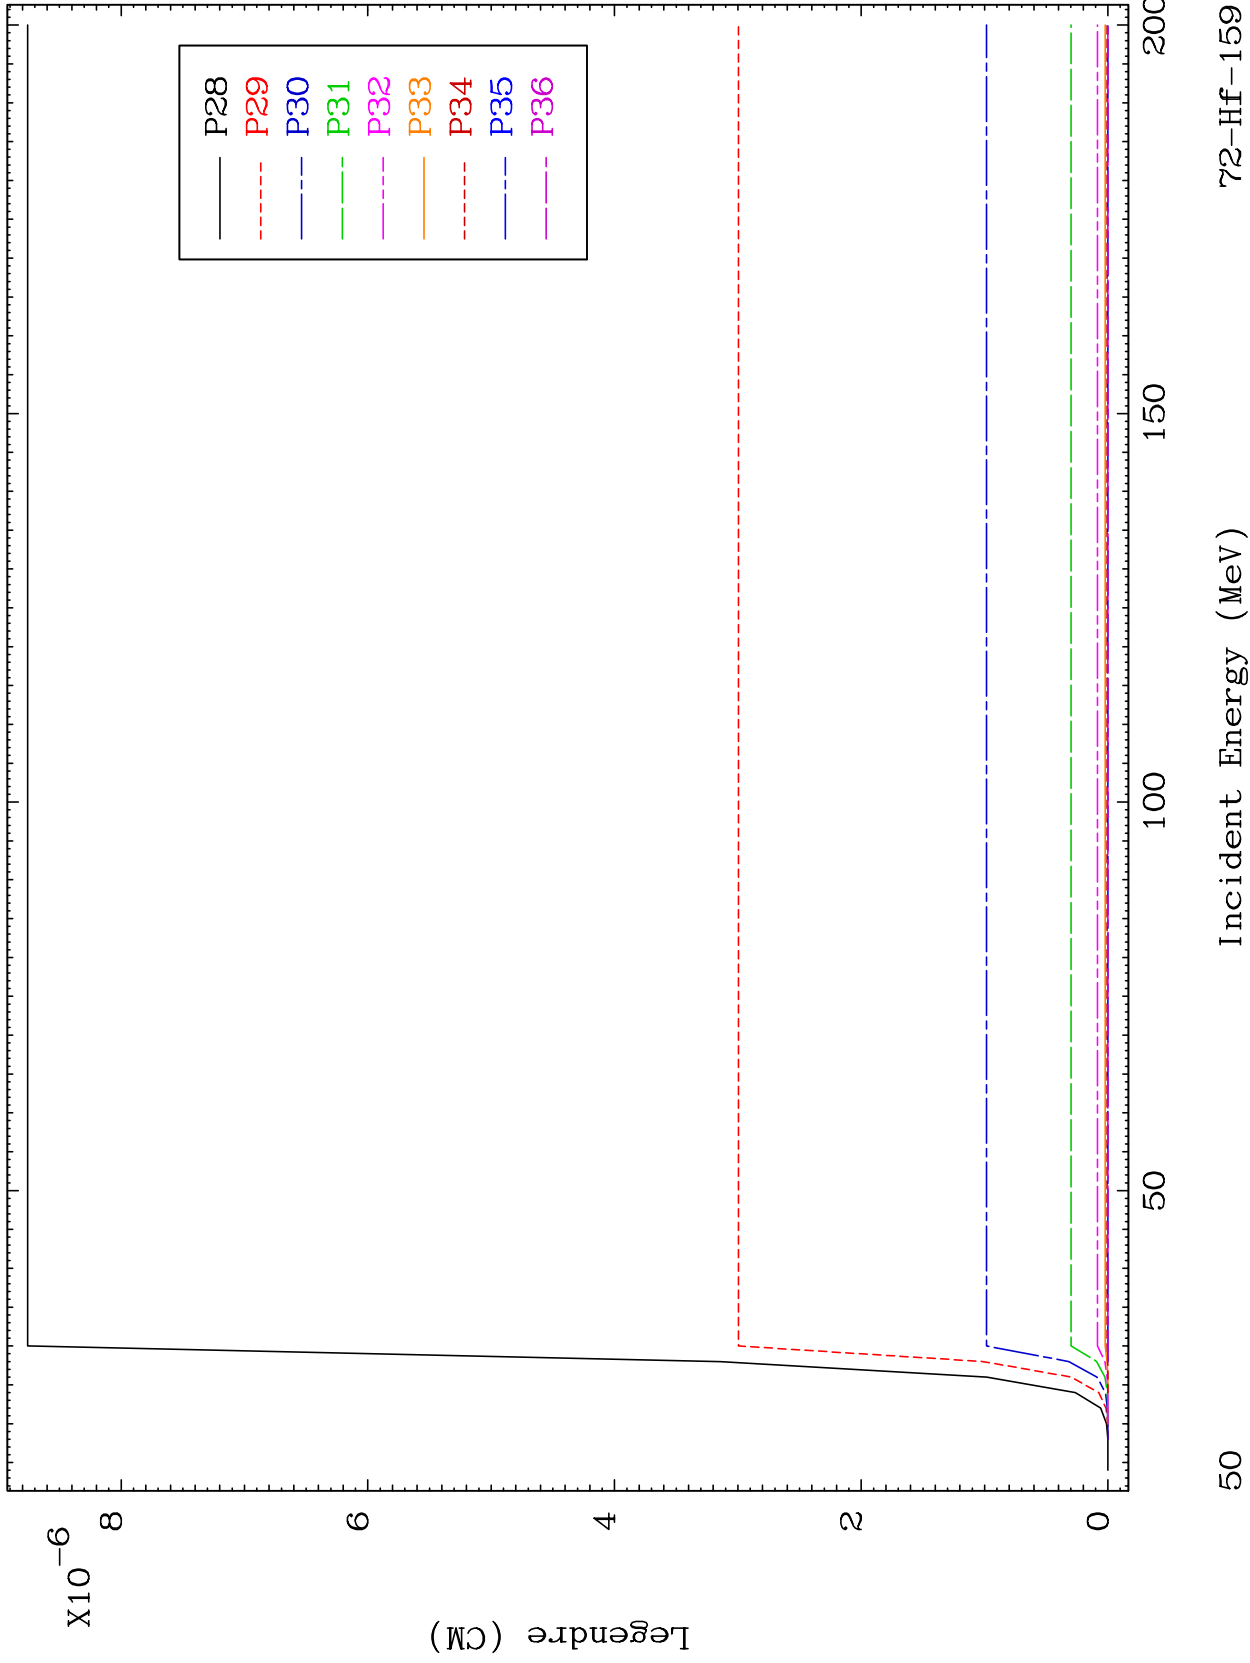 X10-6
8
6
4
2
0
Legendre (CM)
P28
P29
P30
P31
P32
P33
P34
P35
P36
50
100
150
200
Incident Energy (MeV)
50
72-Hf-159